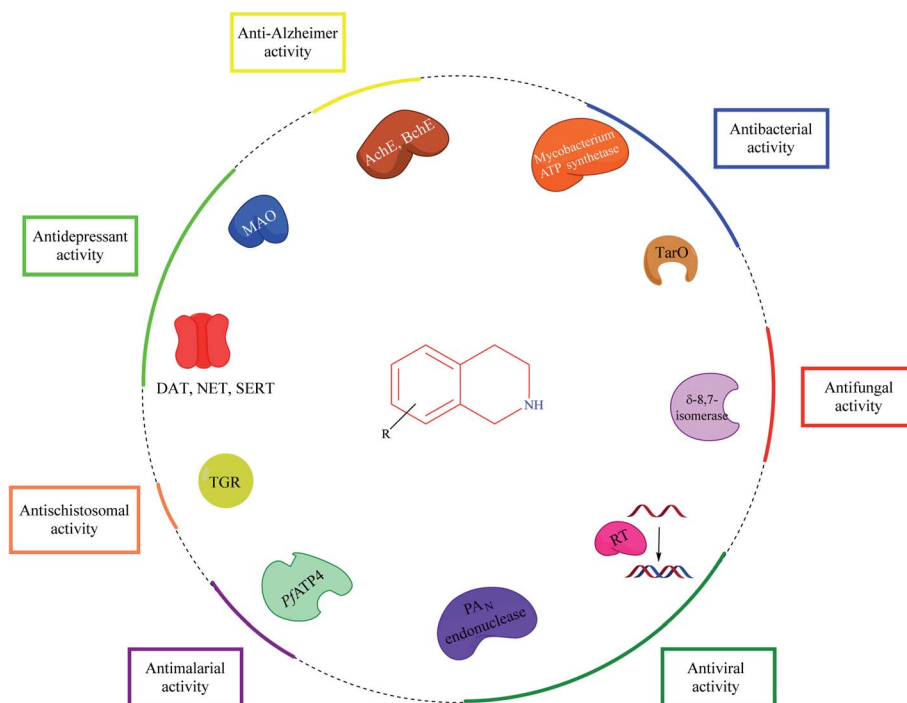 Anti-Alzheimer
activity
AchE, BchE
Mycobacterium
ATP synthetase
Antibacterial
activity
MAO
Antidepressant
activity
TarO
DAT, NET, SERT
NH
R
δ-8,7-
isomerase
Antifungal
activity
TGR
Antischistosomal
activity
RT
PfATP4
PAN
endonuclease
Antimalarial
activity
Antiviral
activity